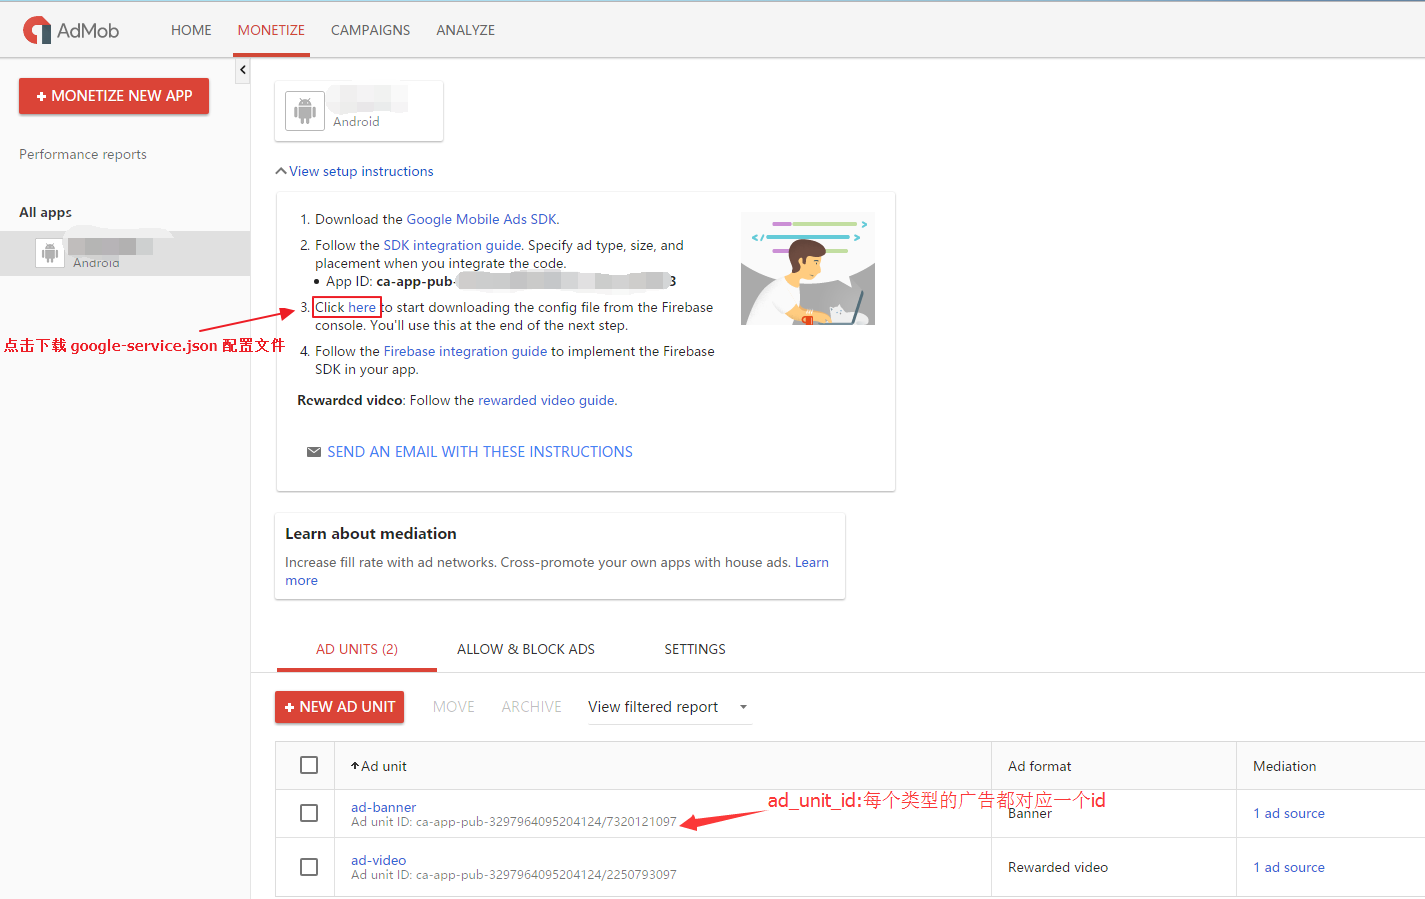 AdMob
HOME
MONETIZE
CAMPAIGNS
ANALYZE
+ MONETIZE NEW APP
Performance reports
All apps
Android
Android
View setup instructions
1. Download the Google Mobile Ads SDK.
2. Follow the SDK integration guide. Specify ad type, size, and
placement when you integrate the code.
• App ID: ca-app-pub- 3
3. Click here to start downloading the config file from the Firebase
console. You'll use this at the end of the next step.
点击下载 google-service.json 配置文件
4. Follow the Firebase integration guide to implement the Firebase
SDK in your app.
Rewarded video: Follow the rewarded video guide.
SEND AN EMAIL WITH THESE INSTRUCTIONS
Learn about mediation
Increase fill rate with ad networks. Cross-promote your own apps with house ads. Learn
more
AD UNITS (2)
ALLOW & BLOCK ADS
SETTINGS
+ NEW AD UNIT
MOVE
ARCHIVE
View filtered report
Ad unit
Ad format
Mediation
ad_unit_id:每个类型的广告都对应一个id
ad-banner
Ad unit ID: ca-app-pub-3297964095204124/7320121097
Banner
1 ad source
ad-video
Ad unit ID: ca-app-pub-3297964095204124/2250793097
Rewarded video
1 ad source